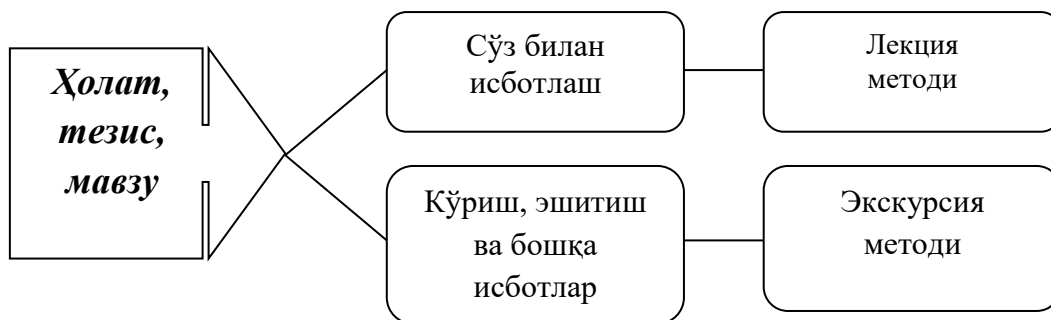 Ҳолат,
тезис,
мавзу
Сўз билан
исботлаш
Лекция
методи
Кўриш, эшитиш
ва бошқа
исботлар
Экскурсия
методи